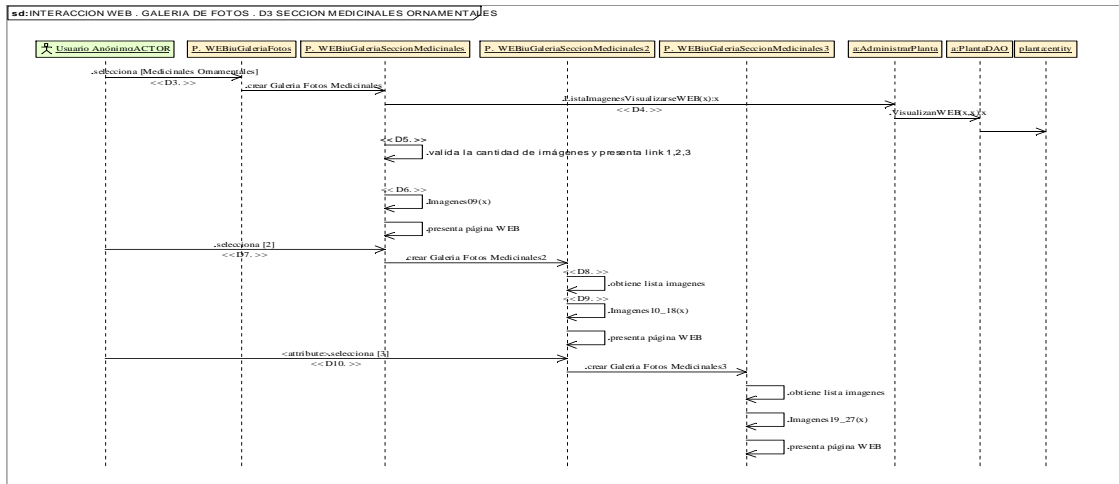 sd:INTERACCION WEB . GALERIA DE FOTOS . D3 SECCION MEDICINALES ORNAMENTALES
Usuario Anónimo:ACTOR
P. WEBiuGaleriaFotos
P. WEBiuGaleriaSeccionMedicinales
P. WEBiuGaleriaSeccionMedicinales2
P. WEBiuGaleriaSeccionMedicinales3
a:AdministrarPlanta
a:PlantaDAO
planta:entity
.selecciona [Medicinales Ornamentales]
<<D3. >>
.crear Galeria Fotos Medicinales
.ListaImagenesVisualizarseWEB(x):x
<<D4. >>
.VisualizanWEB(x,x):x
<<D5. >>
.valida la cantidad de imágenes y presenta link 1,2,3
<<D6. >>
.Imagenes09(x)
.presenta página WEB
.selecciona [2]
<<D7. >>
.crear Galeria Fotos Medicinales2
<<D8. >>
.obtiene lista imagenes
<<D9. >>
.Imagenes10_18(x)
.presenta página WEB
<attribute>.selecciona [3]
<<D10. >>
.crear Galeria Fotos Medicinales3
.obtiene lista imagenes
.Imagenes19_27(x)
.presenta página WEB